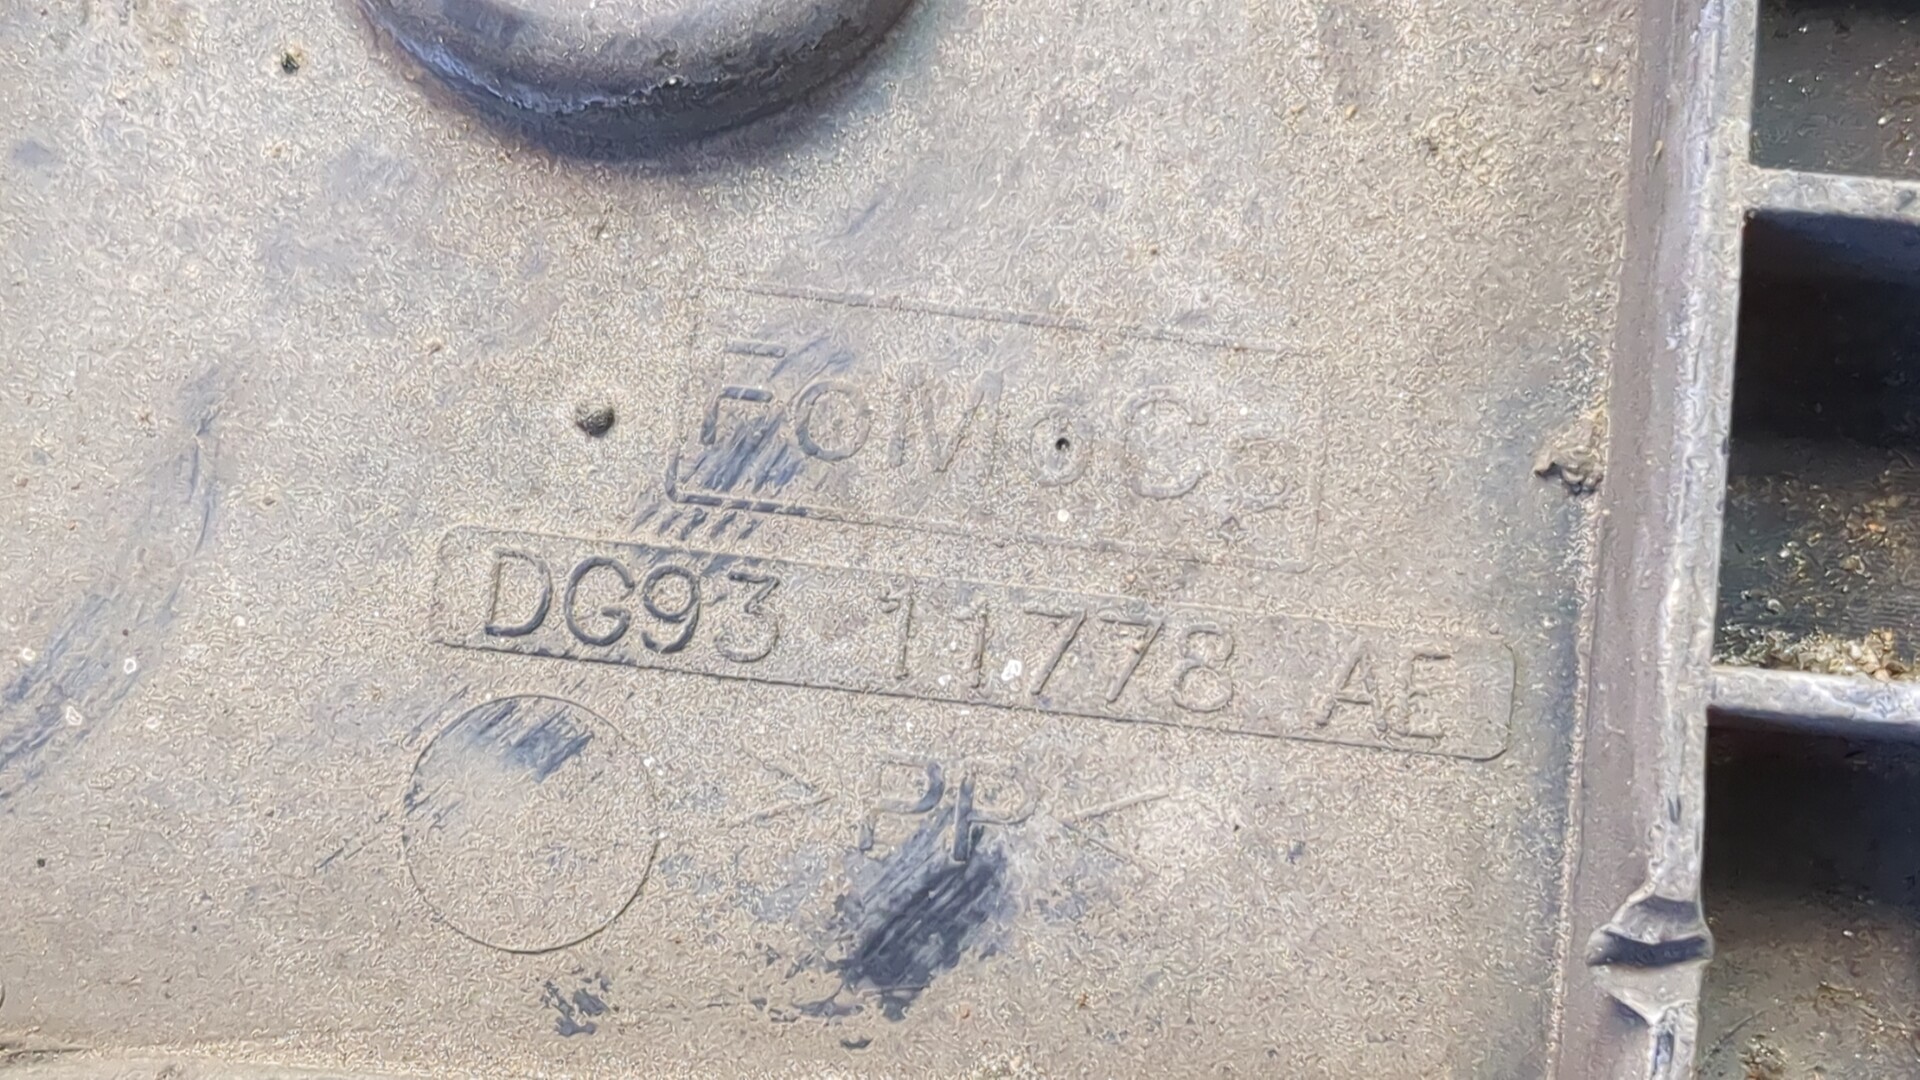 FoMoCo
DG93 11778 AE
>PP<